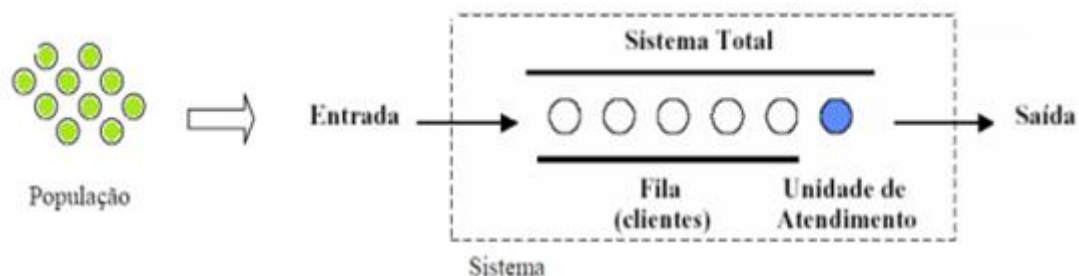 Sistema Total
Entrada
Saída
População
Fila
(clientes)
Unidade de
Atendimento
Sistema